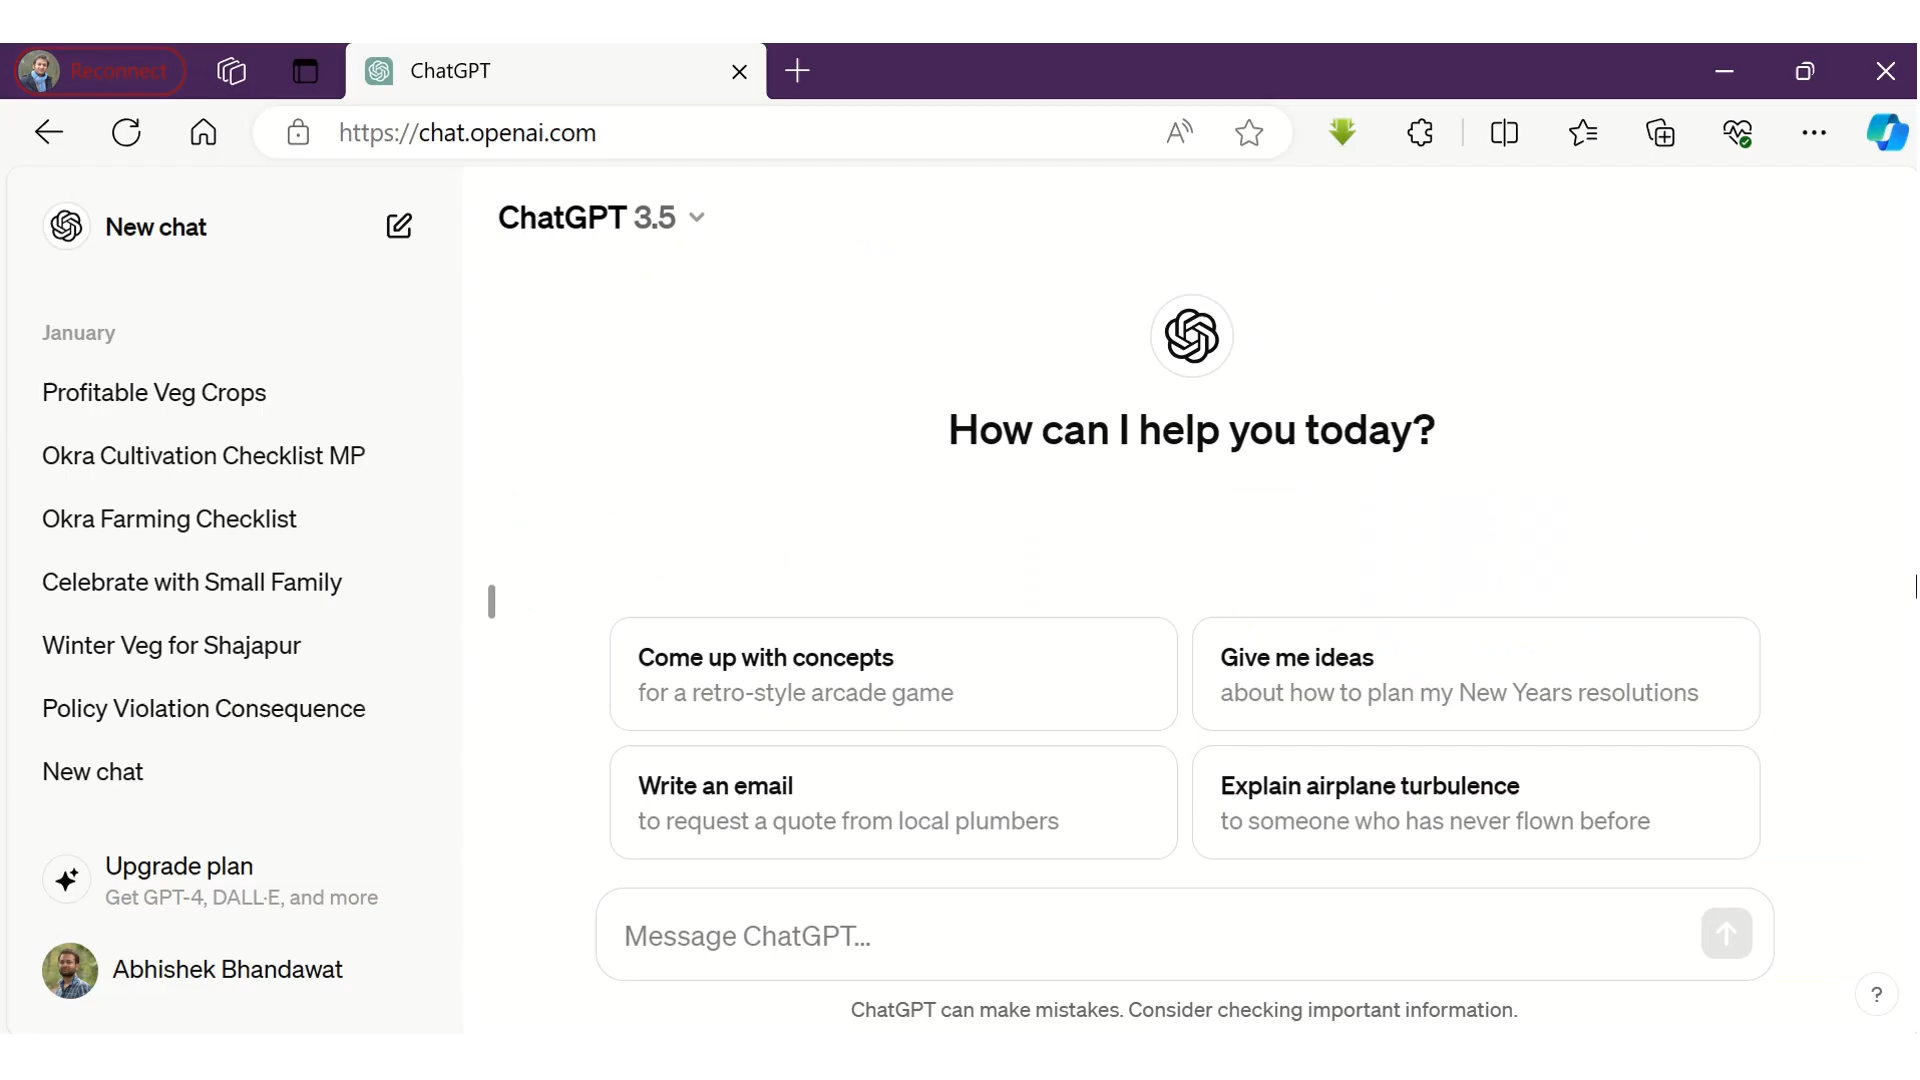 Reconnect
ChatGPT
https://chat.openai.com
New chat
ChatGPT 3.5
January
Profitable Veg Crops
Okra Cultivation Checklist MP
Okra Farming Checklist
Celebrate with Small Family
Winter Veg for Shajapur
Policy Violation Consequence
New chat
Upgrade plan
Get GPT-4, DALL·E, and more
Abhishek Bhandawat
How can I help you today?
Come up with concepts
for a retro-style arcade game
Give me ideas
about how to plan my New Years resolutions
Write an email
to request a quote from local plumbers
Explain airplane turbulence
to someone who has never flown before
Message ChatGPT...
ChatGPT can make mistakes. Consider checking important information.
?